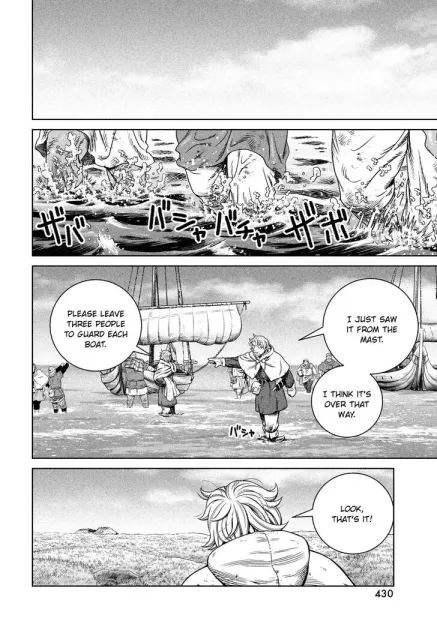 ザバ
バシャ
バチャ
ザボ
I JUST SAW
IT FROM THE
MAST.
I THINK IT'S
OVER THAT
WAY.
PLEASE LEAVE
THREE PEOPLE
TO GUARD EACH
BOAT.
バシャ
LOOK,
THAT'S IT!
430